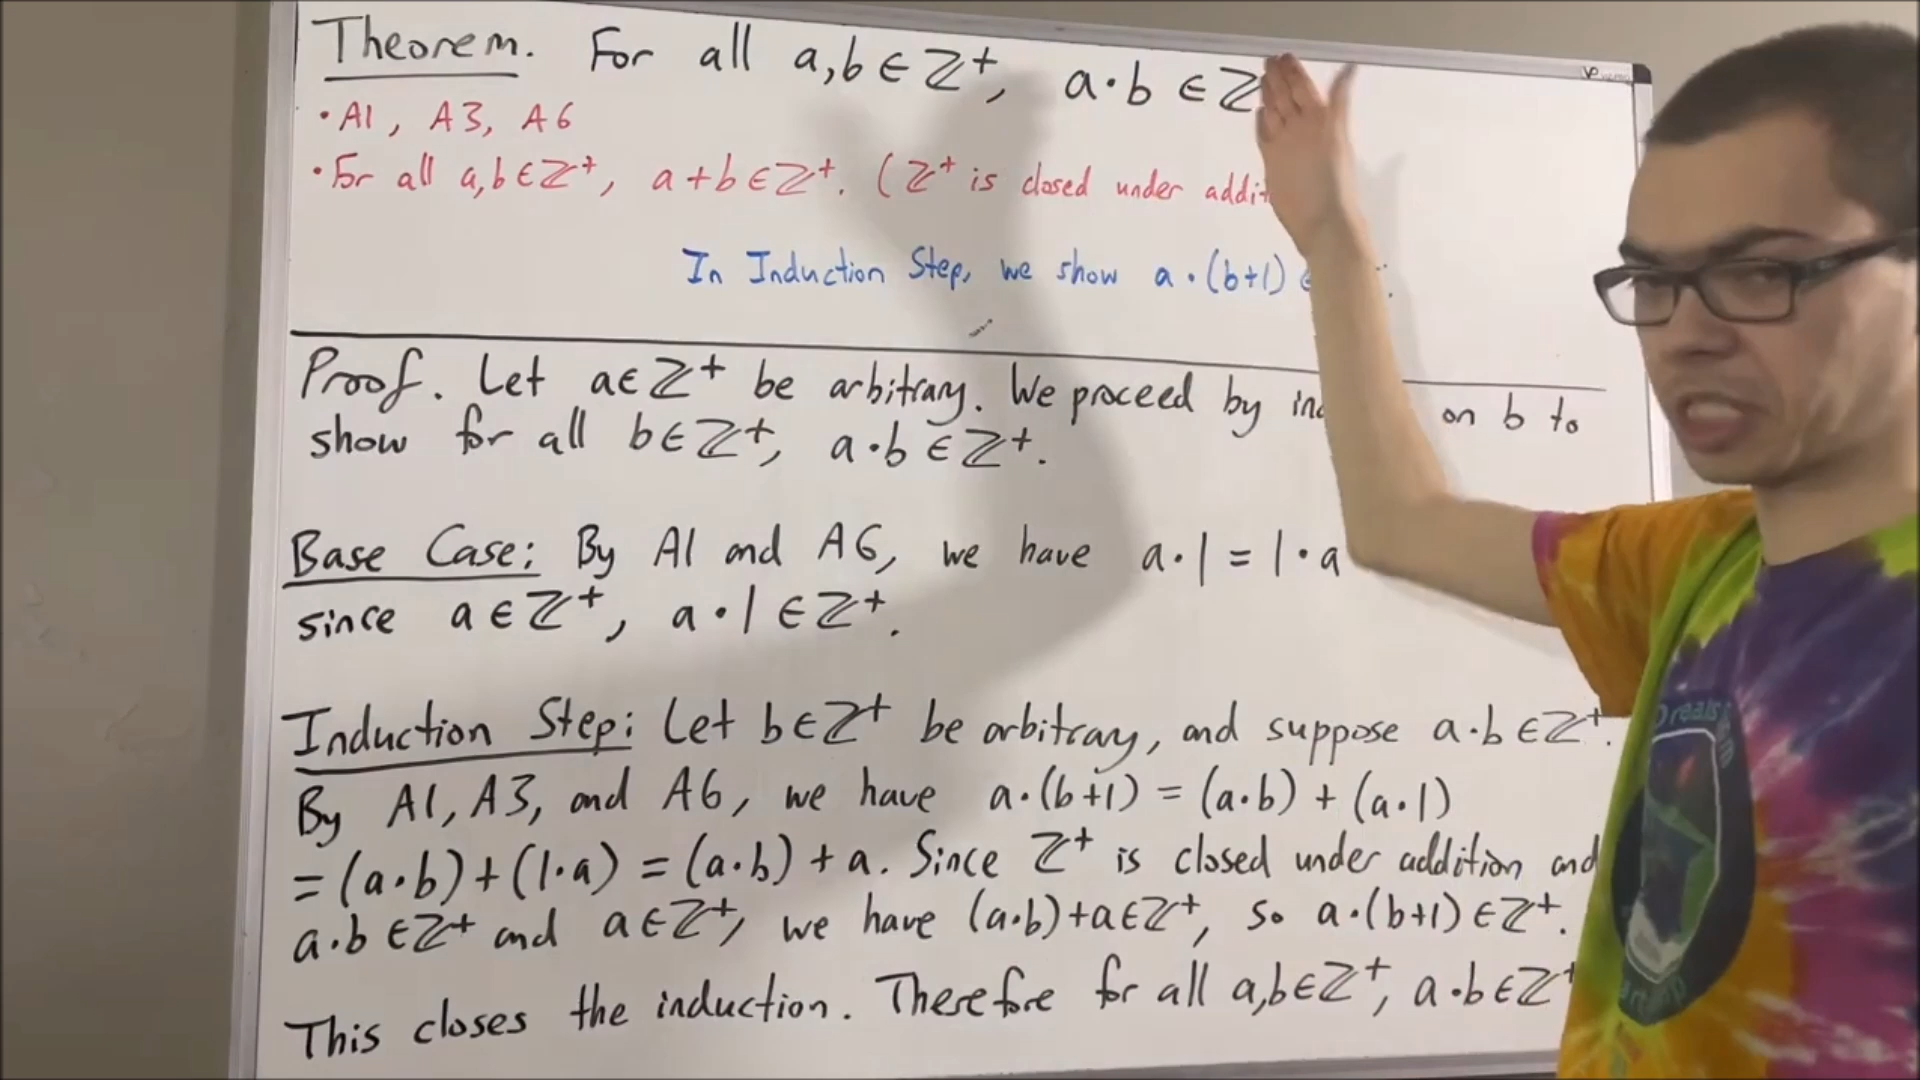 Theorem. For all a,b ∈ ℤ⁺, a·b ∈ ℤ
• A1, A3, A6
• For all a,b ∈ ℤ⁺, a+b ∈ ℤ⁺. (ℤ⁺ is closed under addit
In Induction Step, we show a·(b+1) ∈
Proof. Let a ∈ ℤ⁺ be arbitrary. We proceed by in on b to
show for all b ∈ ℤ⁺, a·b ∈ ℤ⁺.
Base Case: By A1 and A6, we have a·1 = 1·a
since a ∈ ℤ⁺, a·1 ∈ ℤ⁺.
Induction Step: Let b ∈ ℤ⁺ be arbitrary, and suppose a·b ∈ ℤ⁺.
By A1, A3, and A6, we have a·(b+1) = (a·b) + (a·1)
= (a·b) + (1·a) = (a·b) + a. Since ℤ⁺ is closed under addition and
a·b ∈ ℤ⁺ and a ∈ ℤ⁺, we have (a·b)+a ∈ ℤ⁺, so a·(b+1) ∈ ℤ⁺.
This closes the induction. Therefore for all a,b ∈ ℤ⁺, a·b ∈ ℤ⁺